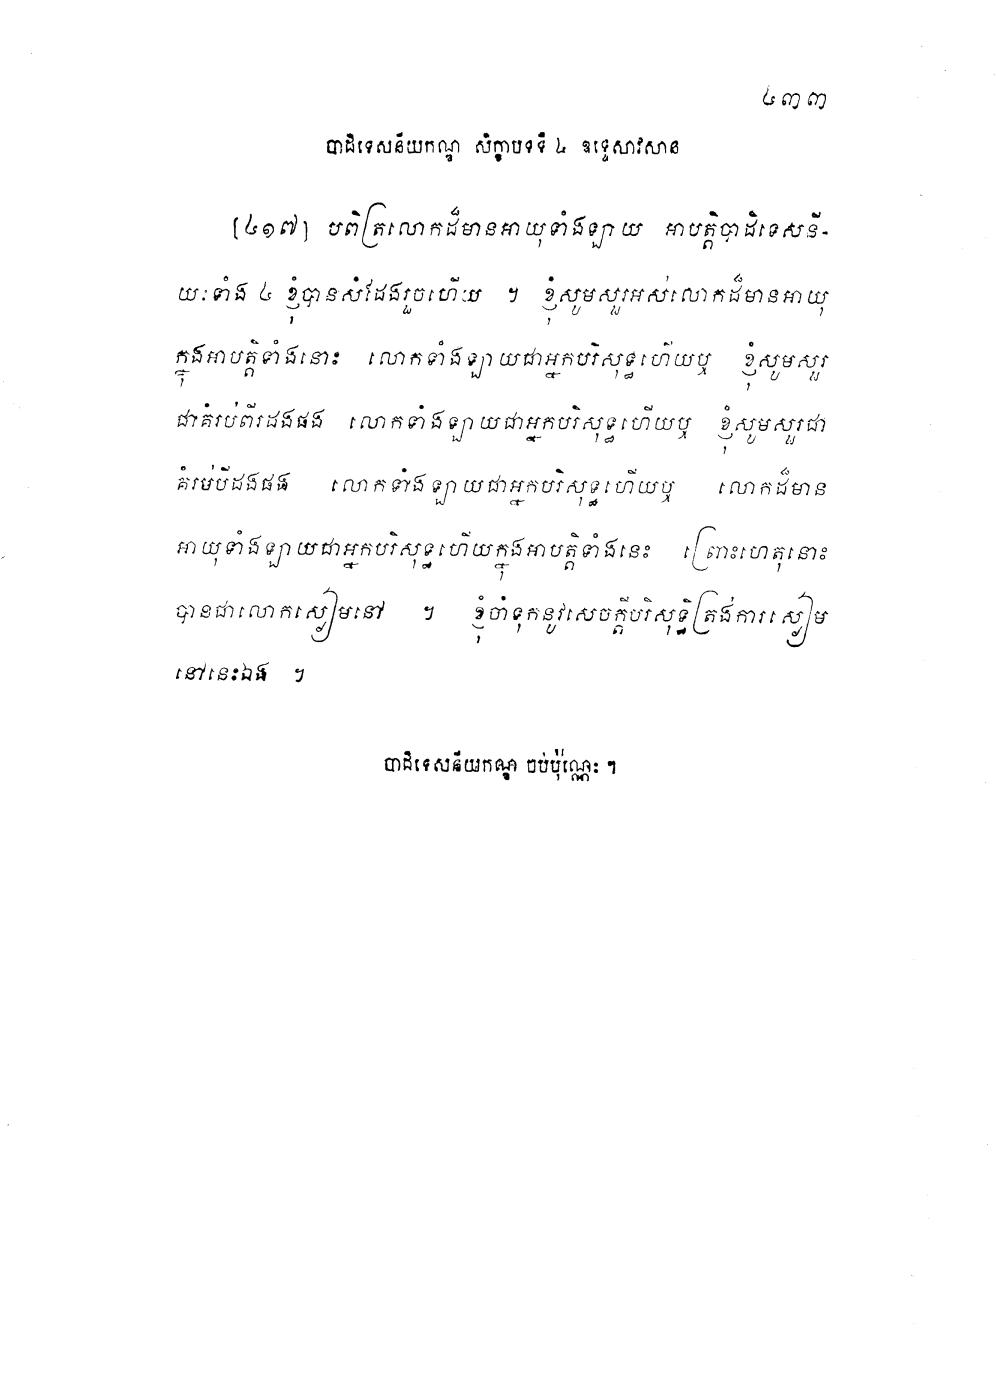 ៤៣៣
បាដិទេសនីយកណ្ឌ សិក្ខាបទទី ៤ ឧទ្ទេសាវសាន
[៤១៧] បពិត្រលោកដ៏មានអាយុទាំងឡាយ អាបត្តិបាដិទេសនី-
យៈទាំង ៤ ខ្ញុំបានសំដែងរួចហើយ ។ ខ្ញុំសូមសួរអស់លោកដ៏មានអាយុ
ក្នុងអាបត្តិទាំងនោះ លោកទាំងឡាយជាអ្នកបរិសុទ្ធហើយឬ ខ្ញុំសូមសួរ
ជាគំរប់ពីរដងផង លោកទាំងឡាយជាអ្នកបរិសុទ្ធហើយឬ ខ្ញុំសូមសួរជា
គំរប់បីដងផង លោកទាំងឡាយជាអ្នកបរិសុទ្ធហើយឬ លោកដ៏មាន
អាយុទាំងឡាយជាអ្នកបរិសុទ្ធហើយក្នុងអាបត្តិទាំងនេះ ព្រោះហេតុនោះ
បានជាលោកស្ងៀមនៅ ។ ខ្ញុំចាំទុកនូវសេចក្តីបរិសុទ្ធិត្រង់ការស្ងៀម
នៅនេះឯង ។
បាដិទេសនីយកណ្ឌ ចប់ប៉ុណ្ណេះ ។